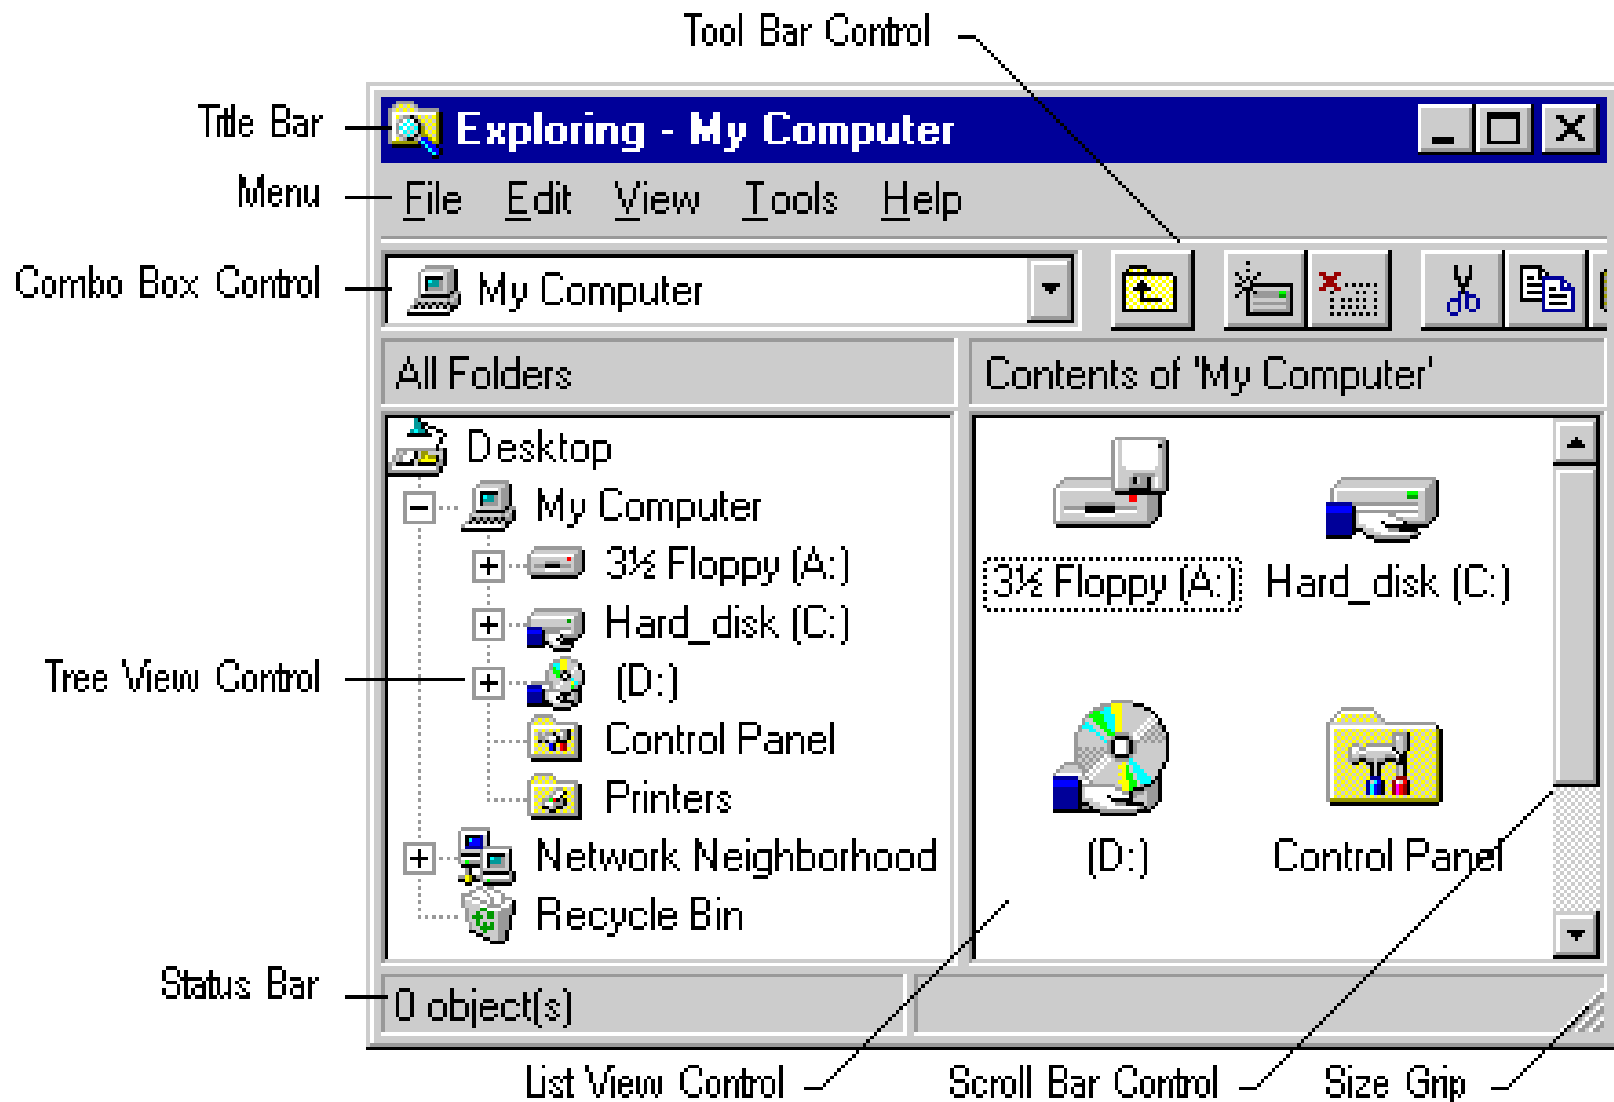 Tool Bar Control
Title Bar
Exploring - My Computer
Menu
File Edit View Tools Help
Combo Box Control
My Computer
All Folders
Contents of 'My Computer'
Desktop
My Computer
3½ Floppy (A:)
Hard_disk (C:)
(D:)
Control Panel
Printers
Network Neighborhood
Recycle Bin
Tree View Control
3½ Floppy (A:) Hard_disk (C:)
(D:) Control Panel
Status Bar
0 object(s)
List View Control
Scroll Bar Control
Size Grip